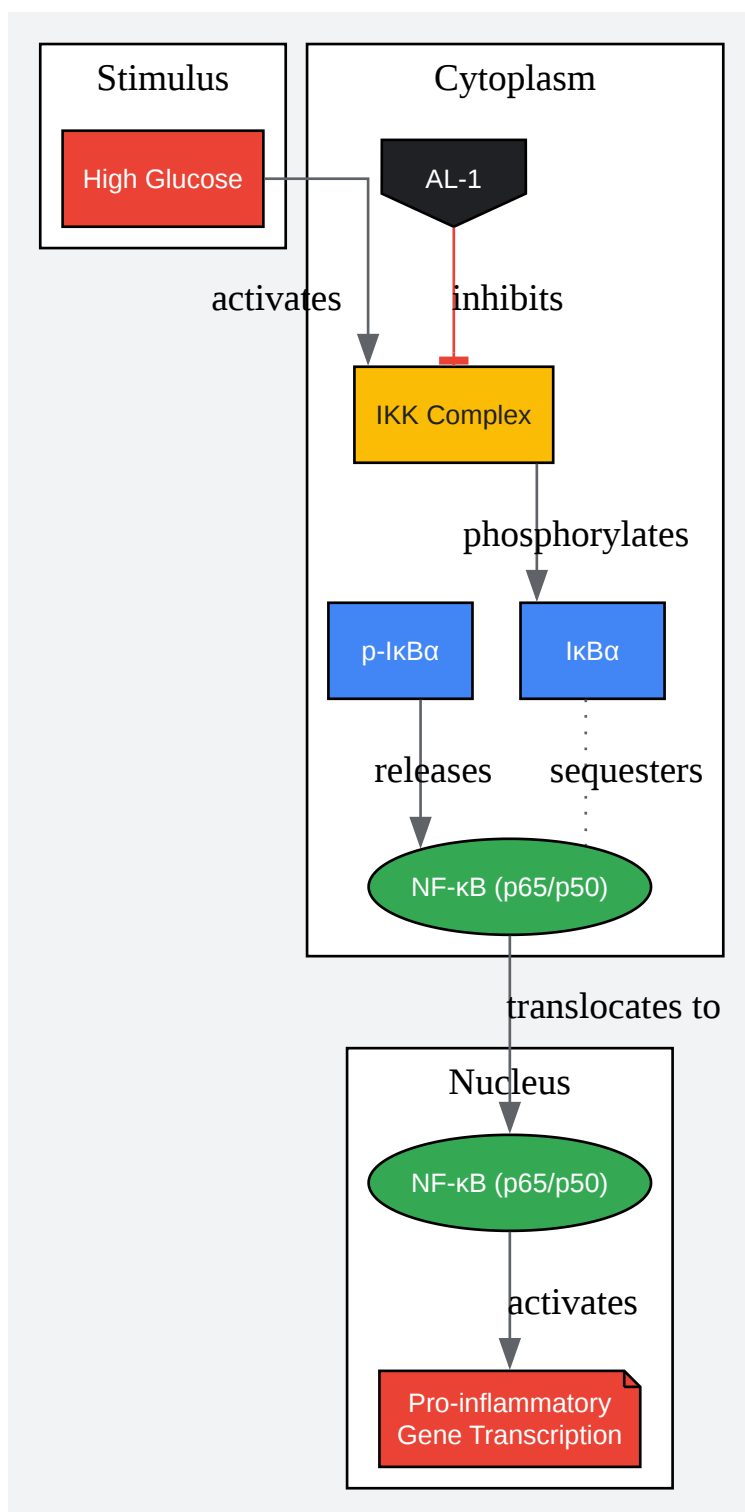 Stimulus
Cytoplasm
High Glucose
AL-1
activates
inhibits
IKK Complex
phosphorylates
p-IκBα
IκBα
releases
sequesters
NF-κB (p65/p50)
translocates to
Nucleus
NF-κB (p65/p50)
activates
Pro-inflammatory
Gene Transcription